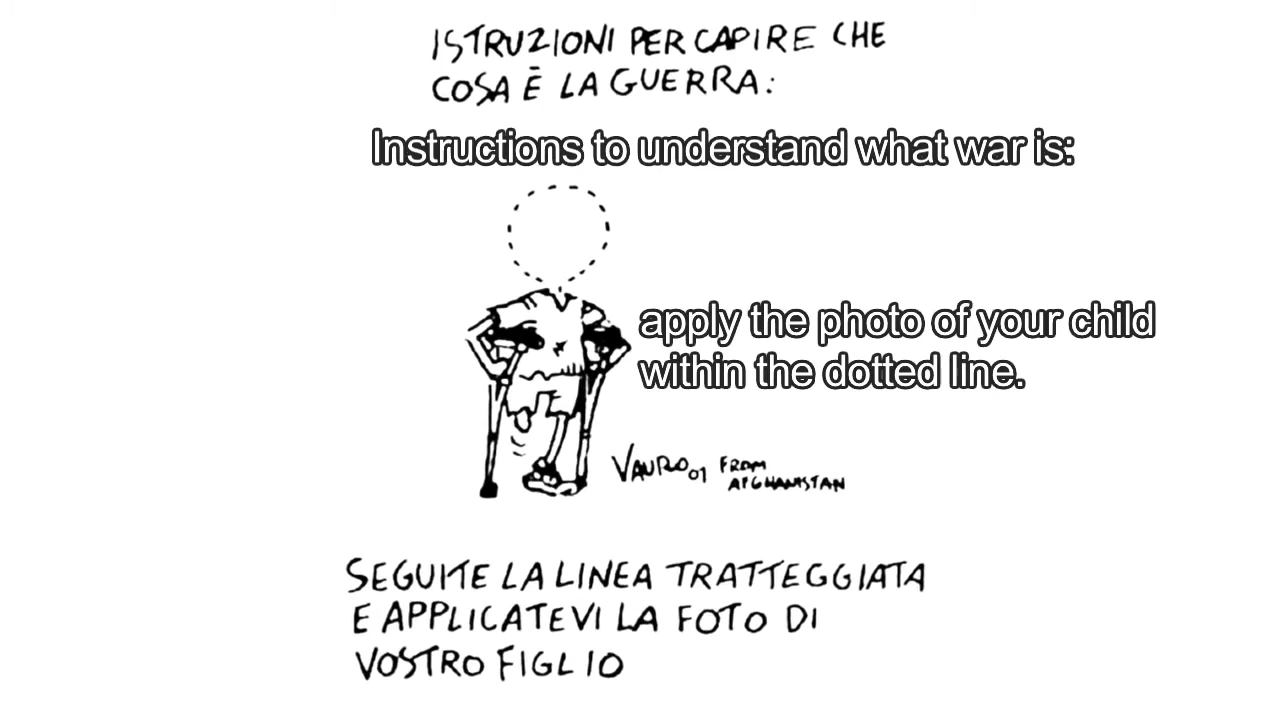 ISTRUZIONI PER CAPIRE CHE
COSA È LA GUERRA:
Instructions to understand what war is:
apply the photo of your child
within the dotted line.
VAURO 01 FROM
AFGHANISTAN
SEGUITE LA LINEA TRATTEGGIATA
E APPLICATEVI LA FOTO DI
VOSTRO FIGLIO